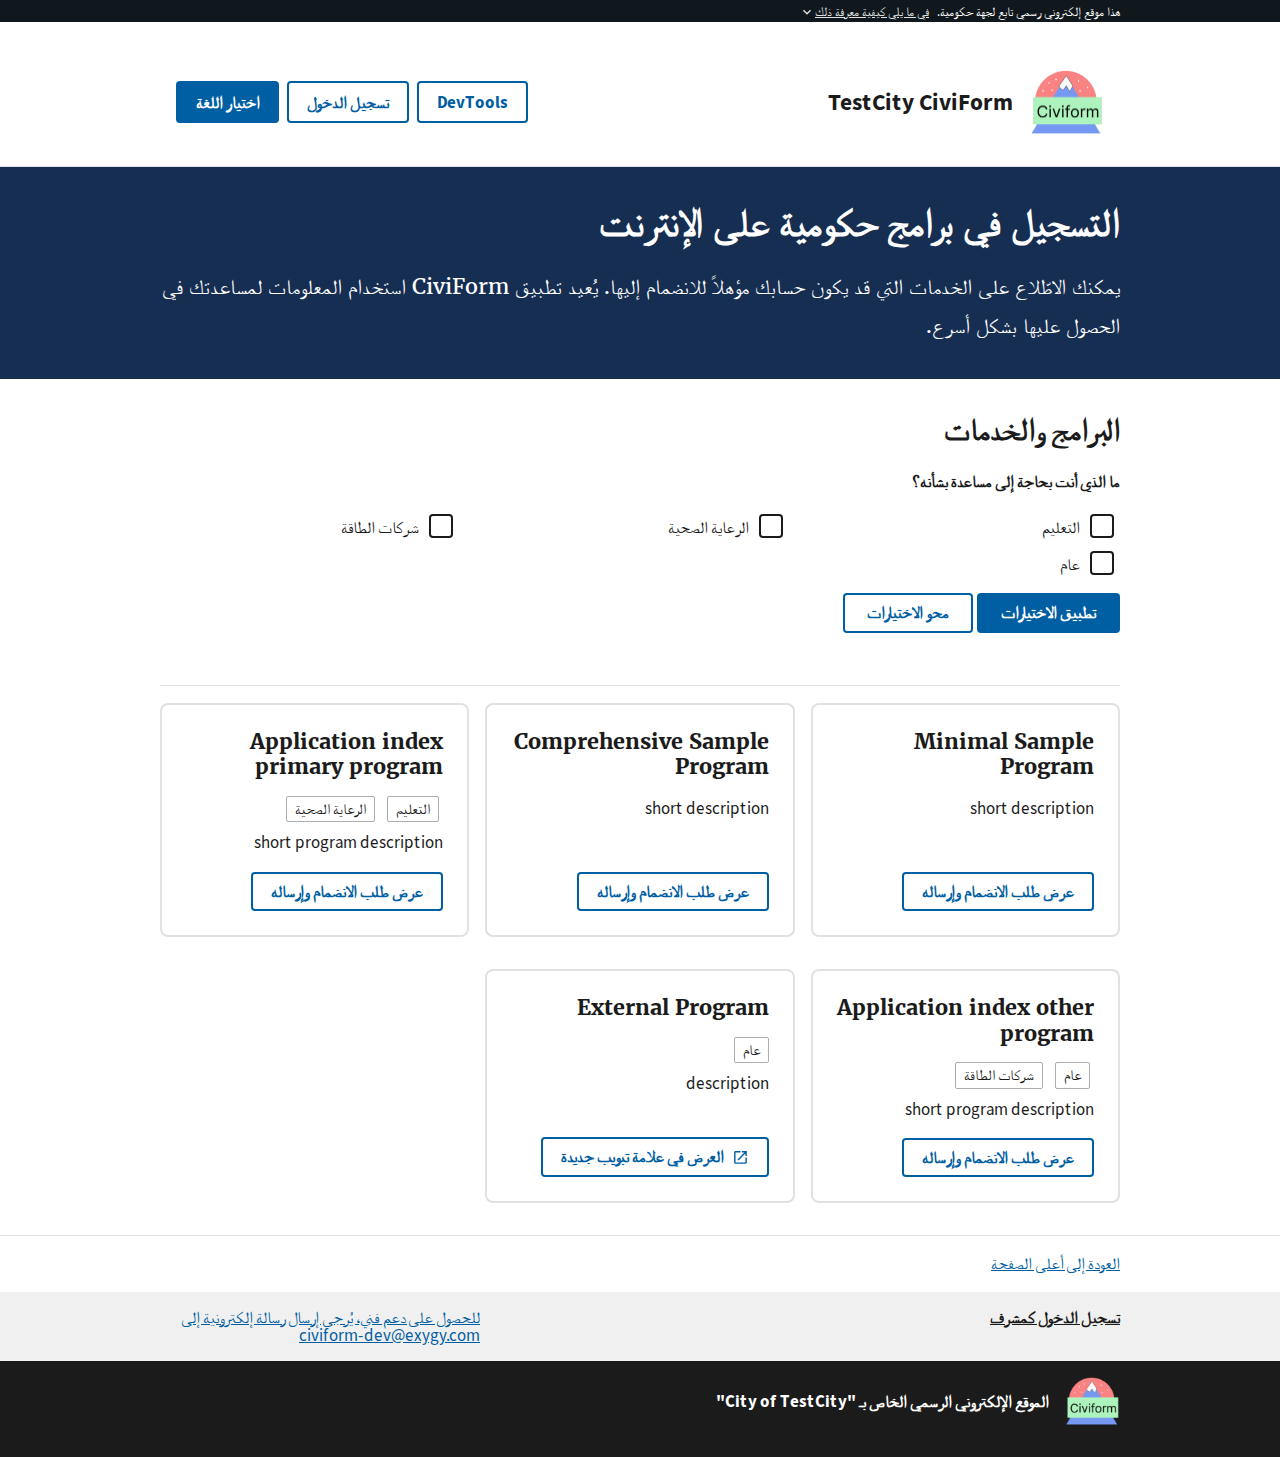 هذا موقع إلكتروني رسمي تابع لجهة حكومية. في ما يلي كيفية معرفة ذلك
Civiform
TestCity CiviForm
DevTools
تسجيل الدخول
اختيار اللغة
التسجيل في برامج حكومية على الإنترنت
يمكنك الاطّلاع على الخدمات التي قد يكون حسابك مؤهلاً للانضمام إليها. يُعيد تطبيق CiviForm استخدام المعلومات لمساعدتك في
الحصول عليها بشكل أسرع.
البرامج والخدمات
ما الذي أنت بحاجة إلى مساعدة بشأنه؟
التعليم
الرعاية الصحية
شركات الطاقة
عام
تطبيق الاختيارات
محو الاختيارات
Minimal Sample
Program
short description
عرض طلب الانضمام وإرساله
Comprehensive Sample
Program
short description
عرض طلب الانضمام وإرساله
Application index
primary program
التعليم
الرعاية الصحية
short program description
عرض طلب الانضمام وإرساله
Application index other
program
عام
شركات الطاقة
short program description
عرض طلب الانضمام وإرساله
External Program
عام
description
العرض في علامة تبويب جديدة
العودة إلى أعلى الصفحة
تسجيل الدخول كمشرف
للحصول على دعم فني، يُرجى إرسال رسالة إلكترونية إلى
civiform-dev@exygy.com
Civiform
الموقع الإلكتروني الرسمي الخاص بـ "City of TestCity"